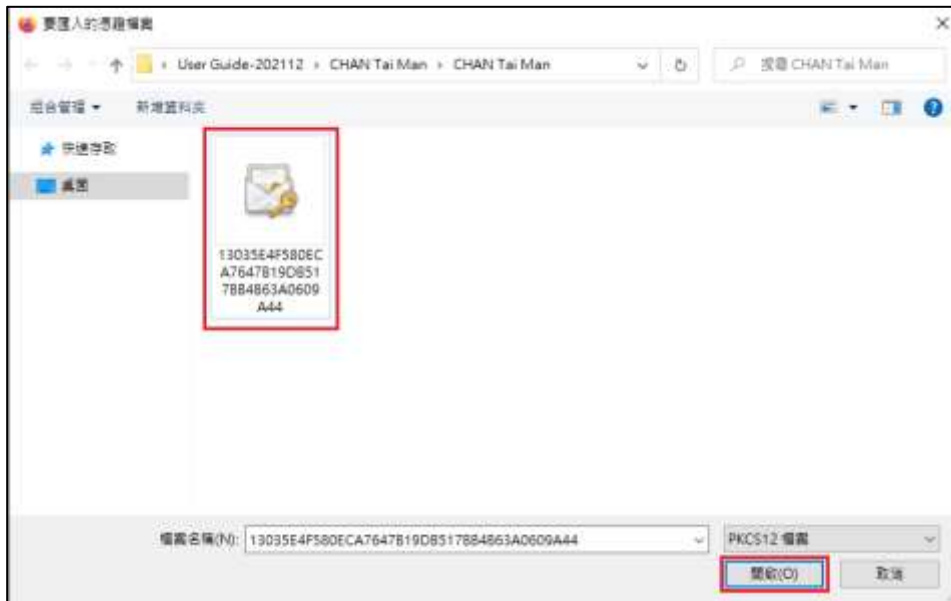 要匯入的憑證檔案
User Guide-202112 › CHAN Tai Man › CHAN Tai Man
搜尋 CHAN Tai Man
組合管理 新增資料夾
快速存取
桌面
13035E4F580EC
A7647B19DB51
7BB4B63A0609
A44
檔案名稱(N): 13035E4F580ECA7647B19DB517BB4B63A0609A44
PKCS12 檔案
開啟(O) 取消